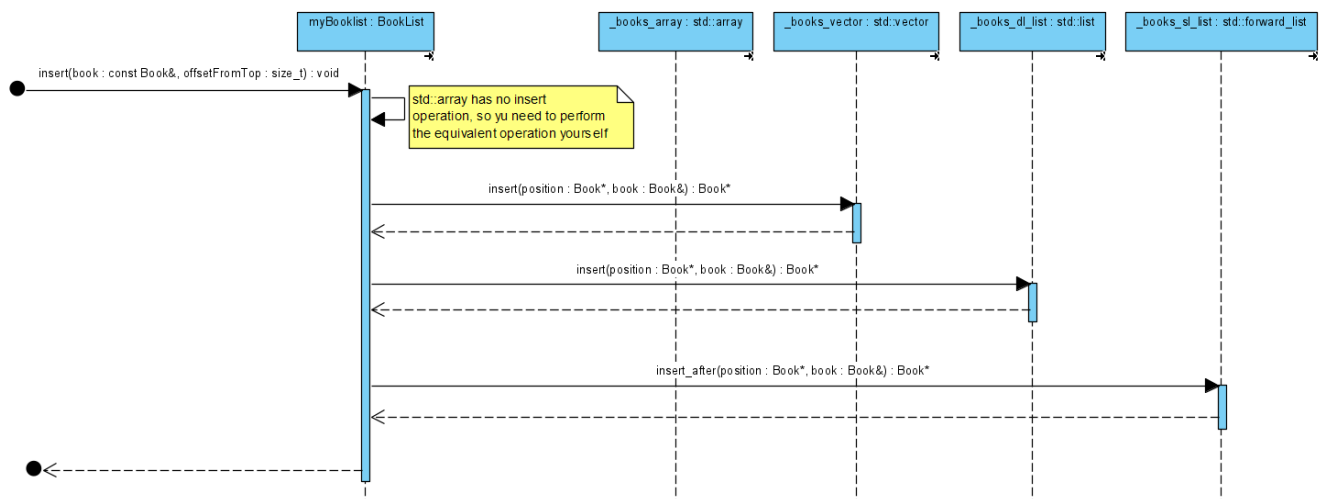 myBooklist : BookList
_books_array : std::array
_books_vector : std::vector
_books_dl_list : std::list
_books_sl_list : std::forward_list
insert(book : const Book&, offsetFromTop : size_t) : void
std::array has no insert
operation, so yu need to perform
the equivalent operation yourself
insert(position : Book*, book : Book&) : Book*
insert(position : Book*, book : Book&) : Book*
insert_after(position : Book*, book : Book&) : Book*